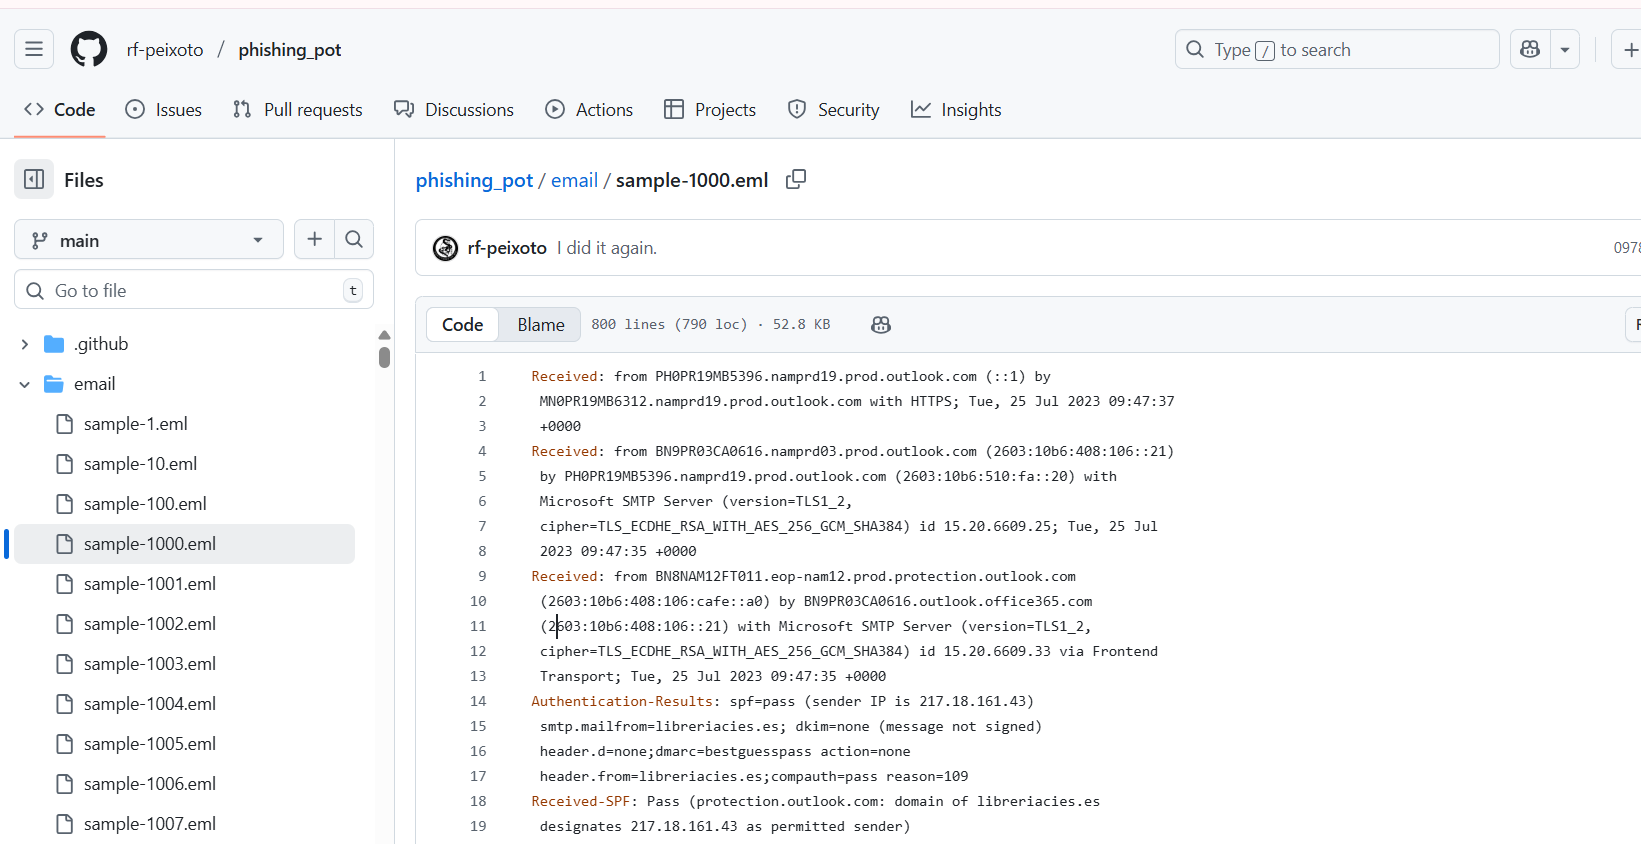 rf-peixoto / phishing_pot
Type / to search
Code
Issues
Pull requests
Discussions
Actions
Projects
Security
Insights
Files
main
Go to file
t
.github
email
sample-1.eml
sample-10.eml
sample-100.eml
sample-1000.eml
sample-1001.eml
sample-1002.eml
sample-1003.eml
sample-1004.eml
sample-1005.eml
sample-1006.eml
sample-1007.eml
phishing_pot / email / sample-1000.eml
rf-peixoto I did it again. 0978
Code Blame 800 lines (790 loc) · 52.8 KB
1 Received: from PH0PR19MB5396.namprd19.prod.outlook.com (::1) by
2 MN0PR19MB6312.namprd19.prod.outlook.com with HTTPS; Tue, 25 Jul 2023 09:47:37
3 +0000
4 Received: from BN9PR03CA0616.namprd03.prod.outlook.com (2603:10b6:408:106::21)
5 by PH0PR19MB5396.namprd19.prod.outlook.com (2603:10b6:510:fa::20) with
6 Microsoft SMTP Server (version=TLS1_2,
7 cipher=TLS_ECDHE_RSA_WITH_AES_256_GCM_SHA384) id 15.20.6609.25; Tue, 25 Jul
8 2023 09:47:35 +0000
9 Received: from BN8NAM12FT011.eop-nam12.prod.protection.outlook.com
10 (2603:10b6:408:106:cafe::a0) by BN9PR03CA0616.outlook.office365.com
11 (2603:10b6:408:106::21) with Microsoft SMTP Server (version=TLS1_2,
12 cipher=TLS_ECDHE_RSA_WITH_AES_256_GCM_SHA384) id 15.20.6609.33 via Frontend
13 Transport; Tue, 25 Jul 2023 09:47:35 +0000
14 Authentication-Results: spf=pass (sender IP is 217.18.161.43)
15 smtp.mailfrom=libreriacies.es; dkim=none (message not signed)
16 header.d=none;dmarc=bestguesspass action=none
17 header.from=libreriacies.es;compauth=pass reason=109
18 Received-SPF: Pass (protection.outlook.com: domain of libreriacies.es
19 designates 217.18.161.43 as permitted sender)